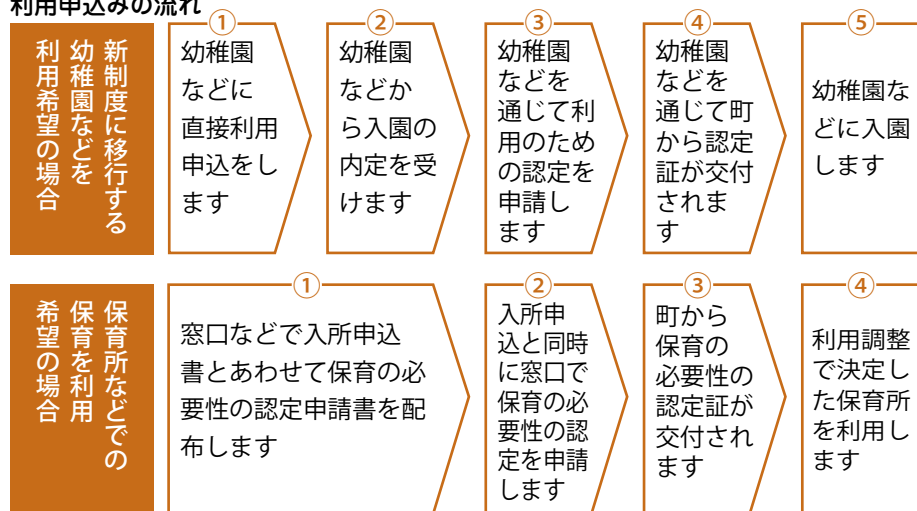 利用申込みの流れ
新制度に移行する
幼稚園などを
利用希望の場合
①
幼稚園
などに
直接利用
申込をし
ます
②
幼稚園
などか
ら入園の
内定を受
けます
③
幼稚園
などを
通じて利
用のため
の認定を
申請し
ます
④
幼稚園
などを
通じて町
から認定
証が交付
されま
す
⑤
幼稚園な
どに入園
します
保育所などでの
保育を利用
希望の場合
①
窓口などで入所申込
書とあわせて保育の必
要性の認定申請書を配
布します
②
入所申
込と同時
に窓口で
保育の必
要性の認
定を申請
します
③
町から
保育の
必要性の
認定証が
交付され
ます
④
利用調整
で決定し
た保育所
を利用し
ます